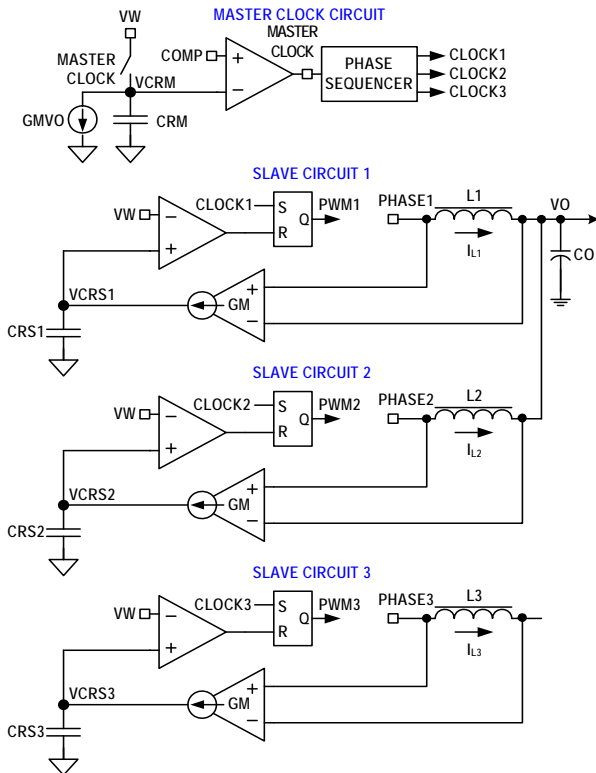 MASTER CLOCK CIRCUIT
VW
MASTER
CLOCK
COMP
MASTER
CLOCK
VCRM
GMVO
CRM
+
−
PHASE
SEQUENCER
CLOCK1
CLOCK2
CLOCK3
SLAVE CIRCUIT 1
VW
−
+
CLOCK1
S
R
Q
PWM1
PHASE1
L1
IL1
VO
CO
VCRS1
CRS1
GM
+
−
SLAVE CIRCUIT 2
VW
−
+
CLOCK2
S
R
Q
PWM2
PHASE2
L2
IL2
VCRS2
CRS2
GM
+
−
SLAVE CIRCUIT 3
VW
−
+
CLOCK3
S
R
Q
PWM3
PHASE3
L3
IL3
VCRS3
CRS3
GM
+
−